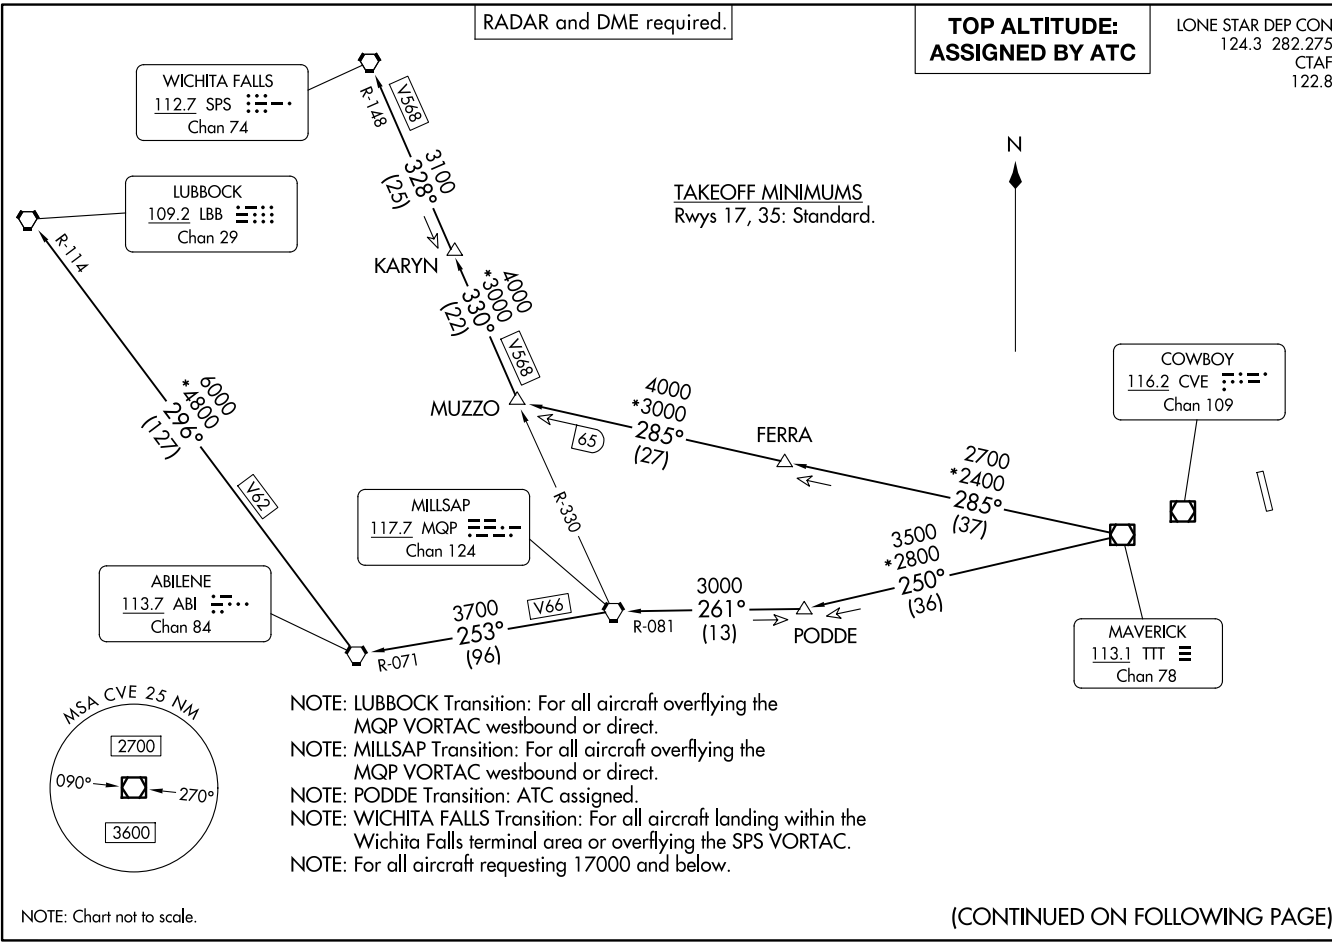 RADAR and DME required.
TOP ALTITUDE:
ASSIGNED BY ATC
LONE STAR DEP CON
124.3 282.275
CTAF
122.8
WICHITA FALLS
112.7 SPS
Chan 74
R-148
V568
3100
328°
(25)
LUBBOCK
109.2 LBB
Chan 29
R-114
KARYN
N
TAKEOFF MINIMUMS
Rwys 17, 35: Standard.
4000
*3000
330°
(22)
V568
COWBOY
116.2 CVE
Chan 109
6000
*4800
296°
(127)
V62
MUZZO
4000
*3000
285°
(27)
65
FERRA
2700
*2400
285°
(37)
MILLSAP
117.7 MQP
Chan 124
R-330
3500
*2800
250°
(36)
ABILENE
113.7 ABI
Chan 84
3700
253°
(96)
V66
R-071
R-081
3000
261°
(13)
PODDE
MAVERICK
113.1 TTT
Chan 78
MSA CVE 25 NM
2700
090°
270°
3600
NOTE: LUBBOCK Transition: For all aircraft overflying the
MQP VORTAC westbound or direct.
NOTE: MILLSAP Transition: For all aircraft overflying the
MQP VORTAC westbound or direct.
NOTE: PODDE Transition: ATC assigned.
NOTE: WICHITA FALLS Transition: For all aircraft landing within the
Wichita Falls terminal area or overflying the SPS VORTAC.
NOTE: For all aircraft requesting 17000 and below.
NOTE: Chart not to scale.
(CONTINUED ON FOLLOWING PAGE)